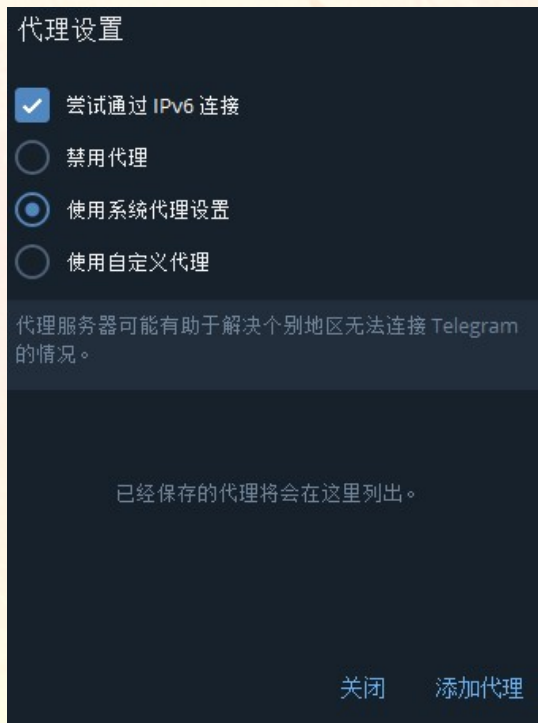 代理设置
尝试通过 IPv6 连接
禁用代理
使用系统代理设置
使用自定义代理
代理服务器可能有助于解决个别地区无法连接 Telegram
的情况。
已经保存的代理将会在这里列出。
关闭 添加代理